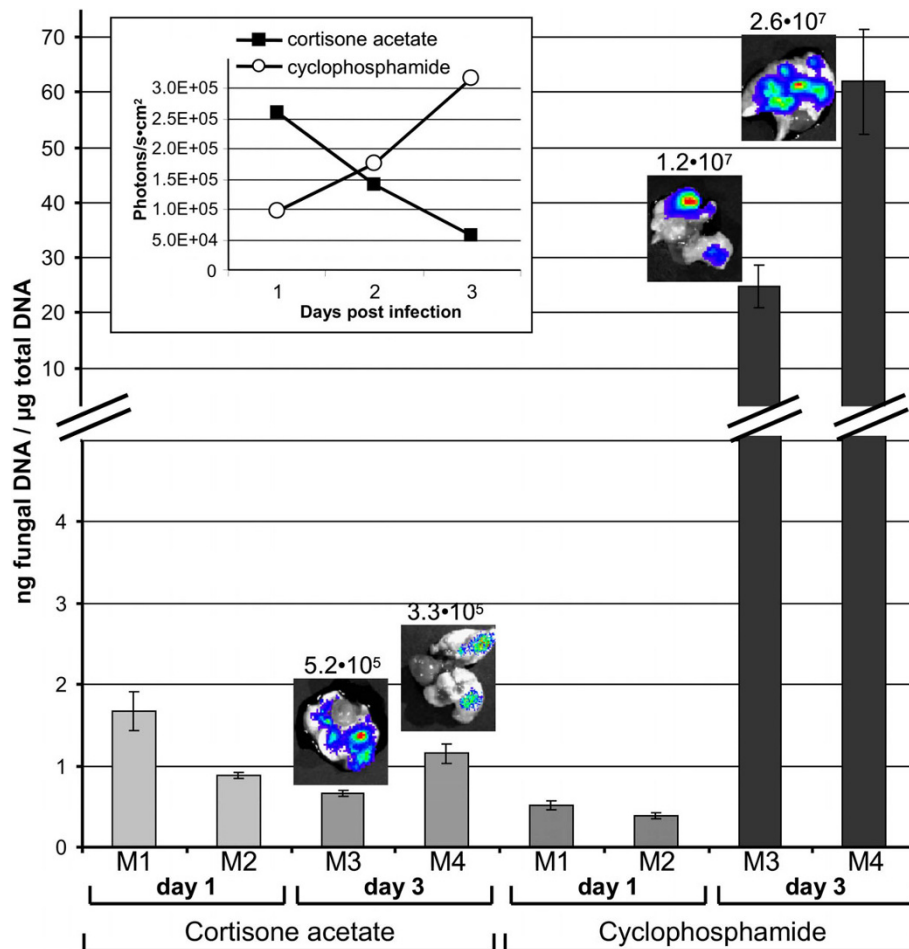 70
60
50
40
30
20
10
4
3
2
1
0
ng fungal DNA / µg total DNA
cortisone acetate
cyclophosphamide
3.0E+05
2.5E+05
2.0E+05
1.5E+05
1.0E+05
5.0E+04
0
Photons/s•cm²
1 2 3
Days post infection
2.6•10⁷
1.2•10⁷
3.3•10⁵
5.2•10⁵
M1 M2 M3 M4 M1 M2 M3 M4
day 1 day 3 day 1 day 3
Cortisone acetate Cyclophosphamide